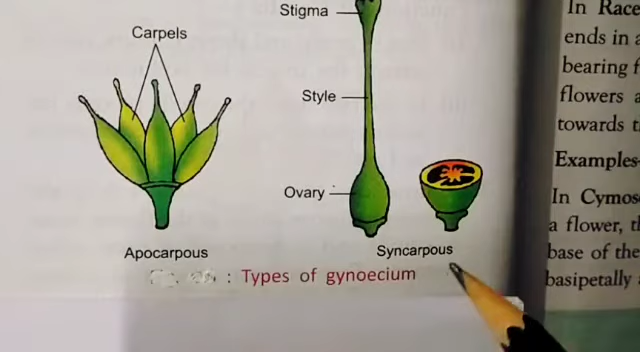 Stigma
Carpels
Style
Ovary
Apocarpous
Syncarpous
: Types of gynoecium
In Race
ends in a
bearing f
flowers a
towards t
Examples-
In Cymos
a flower, t
base of the
basipetally